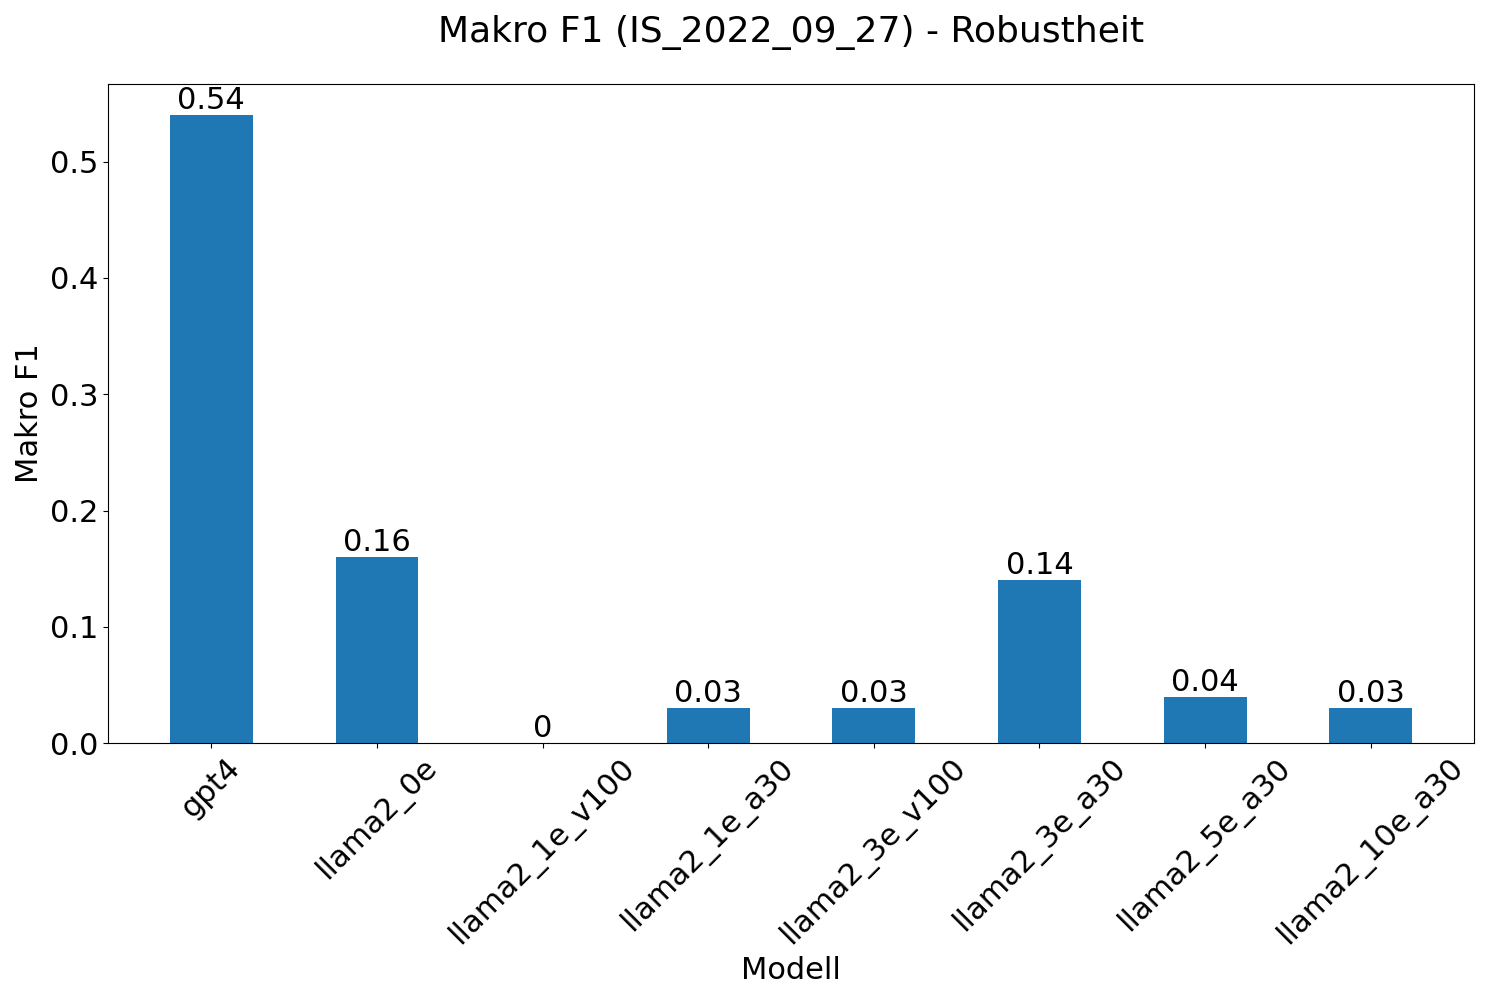 Makro F1 (IS_2022_09_27) - Robustheit
Makro F1
0.5
0.4
0.3
0.2
0.1
0.0
0.54
0.16
0
0.03
0.03
0.14
0.04
0.03
gpt4
llama2_0e
llama2_1e_v100
llama2_1e_a30
llama2_3e_v100
llama2_3e_a30
llama2_5e_a30
llama2_10e_a30
Modell